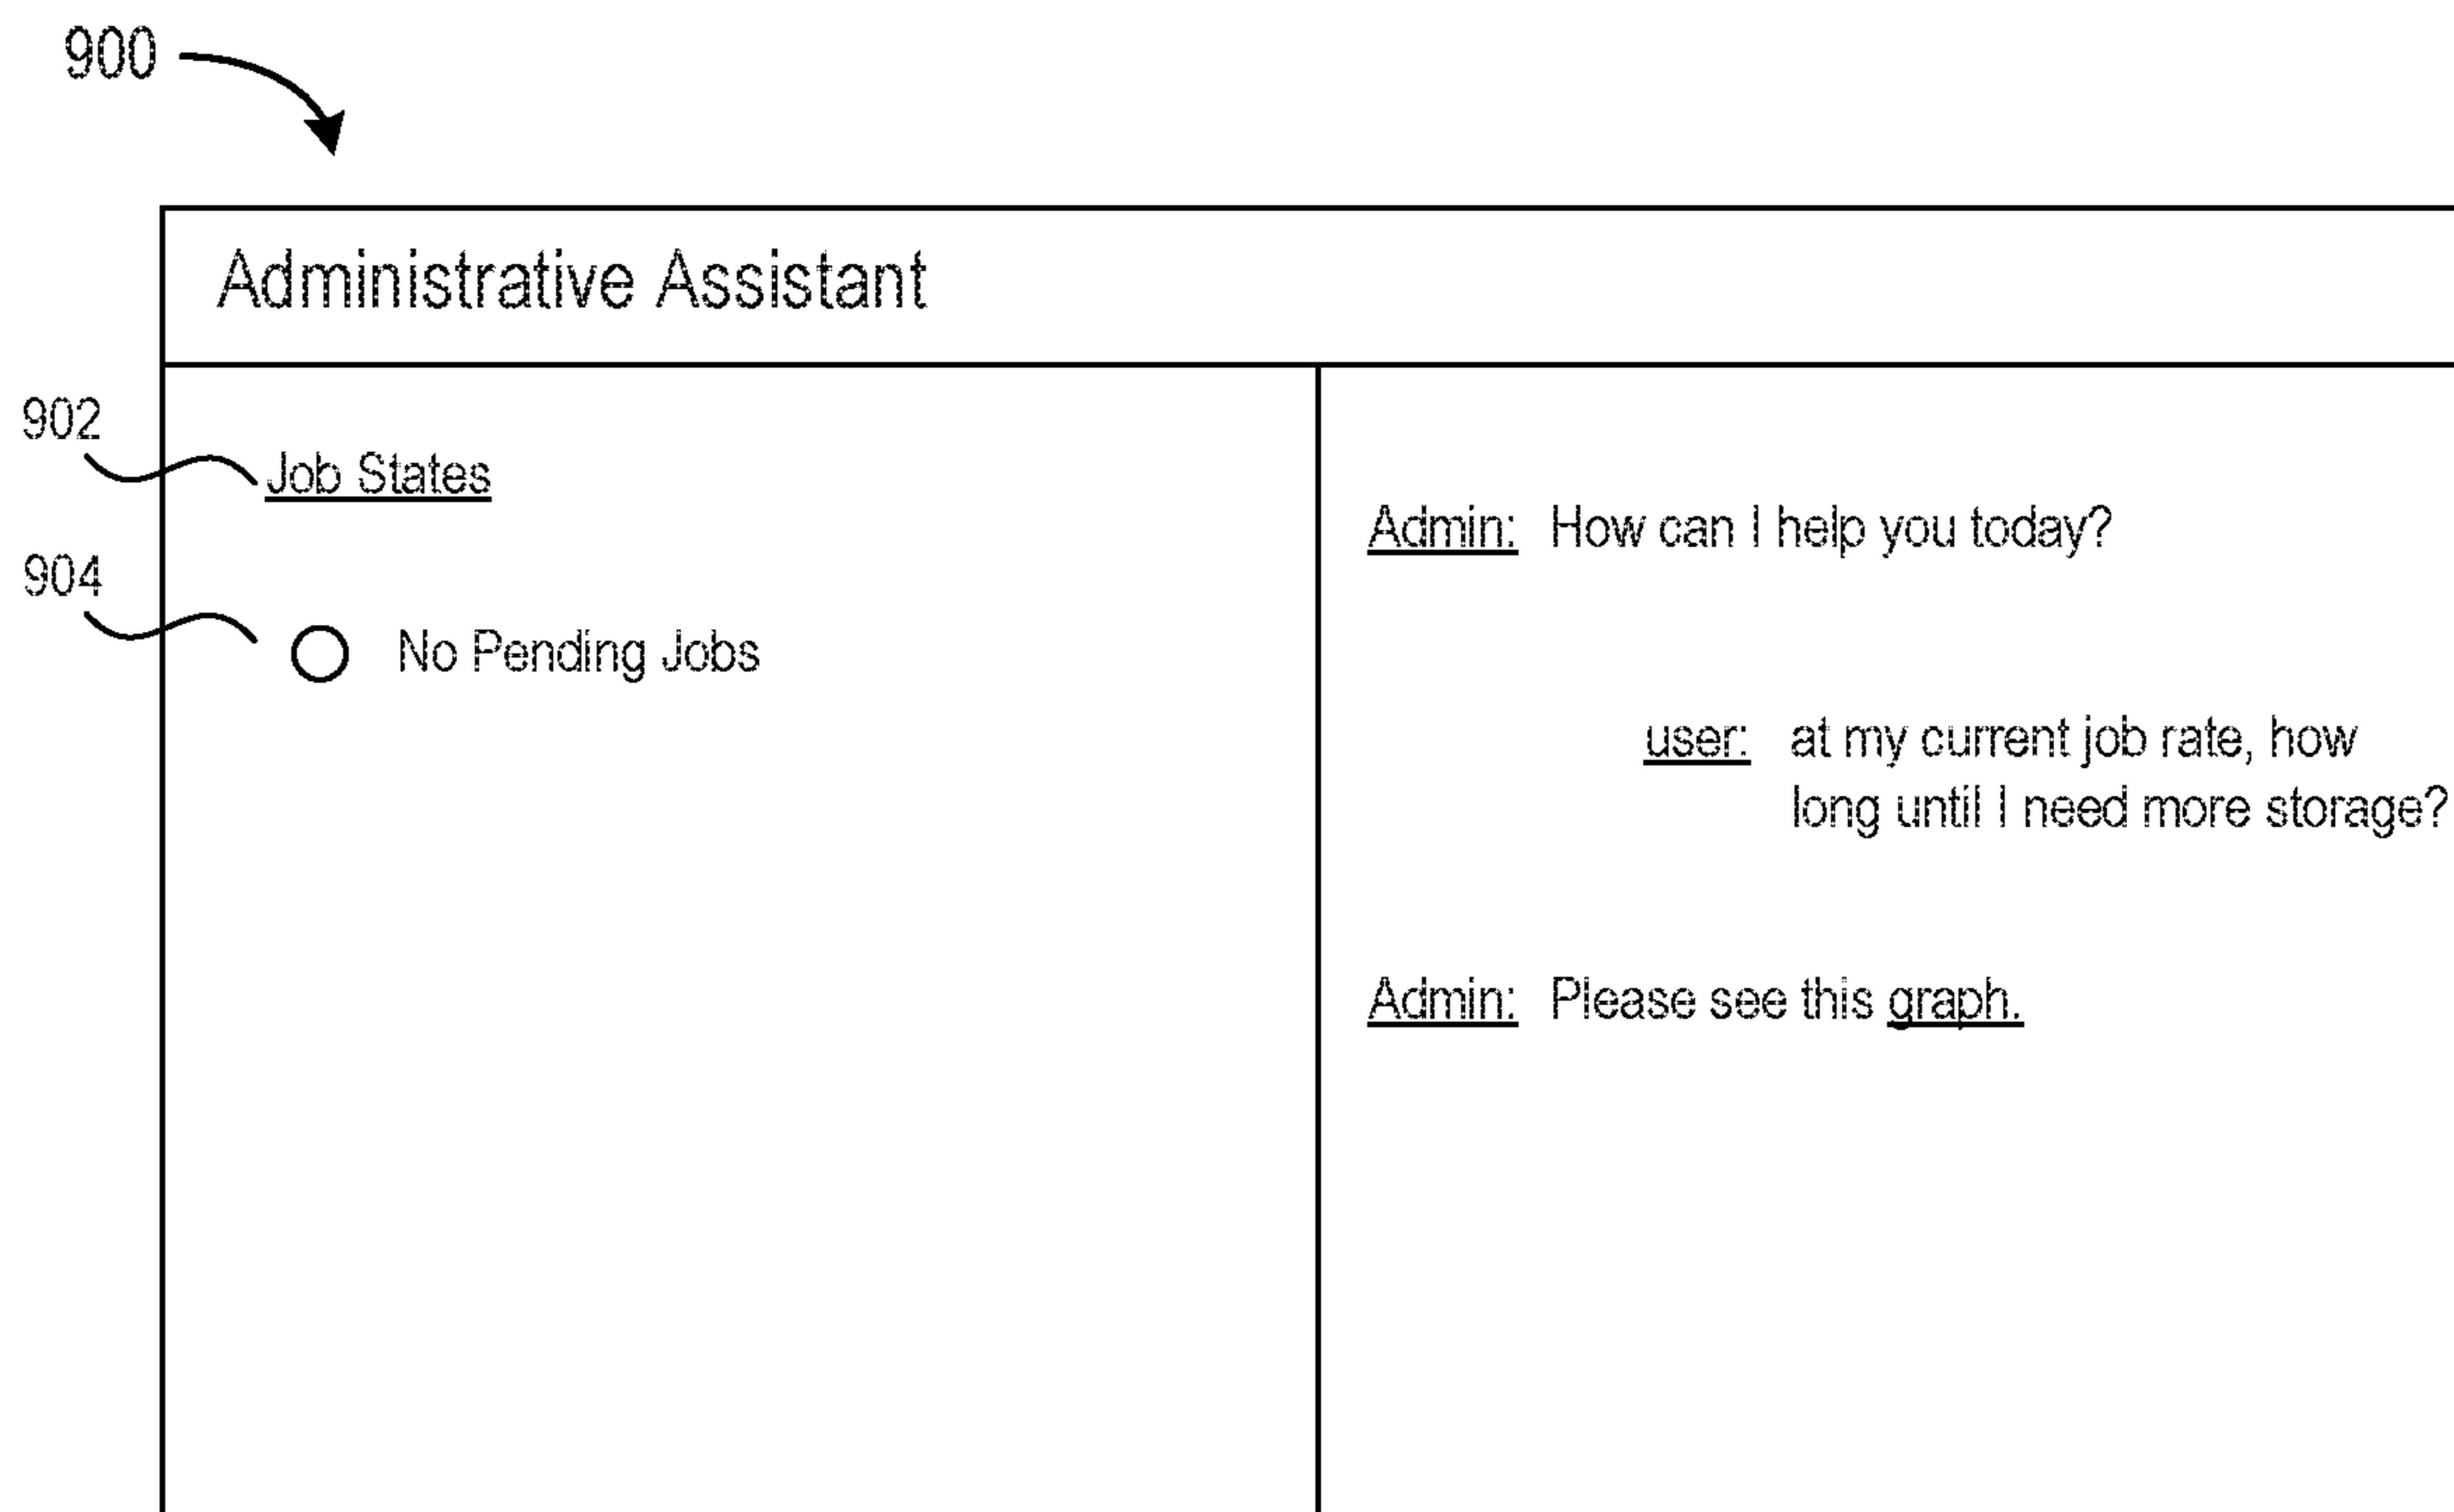 900
Administrative Assistant
902
Job States
904
No Pending Jobs
Admin: How can I help you today?
user: at my current job rate, how
long until I need more storage?
Admin: Please see this graph.